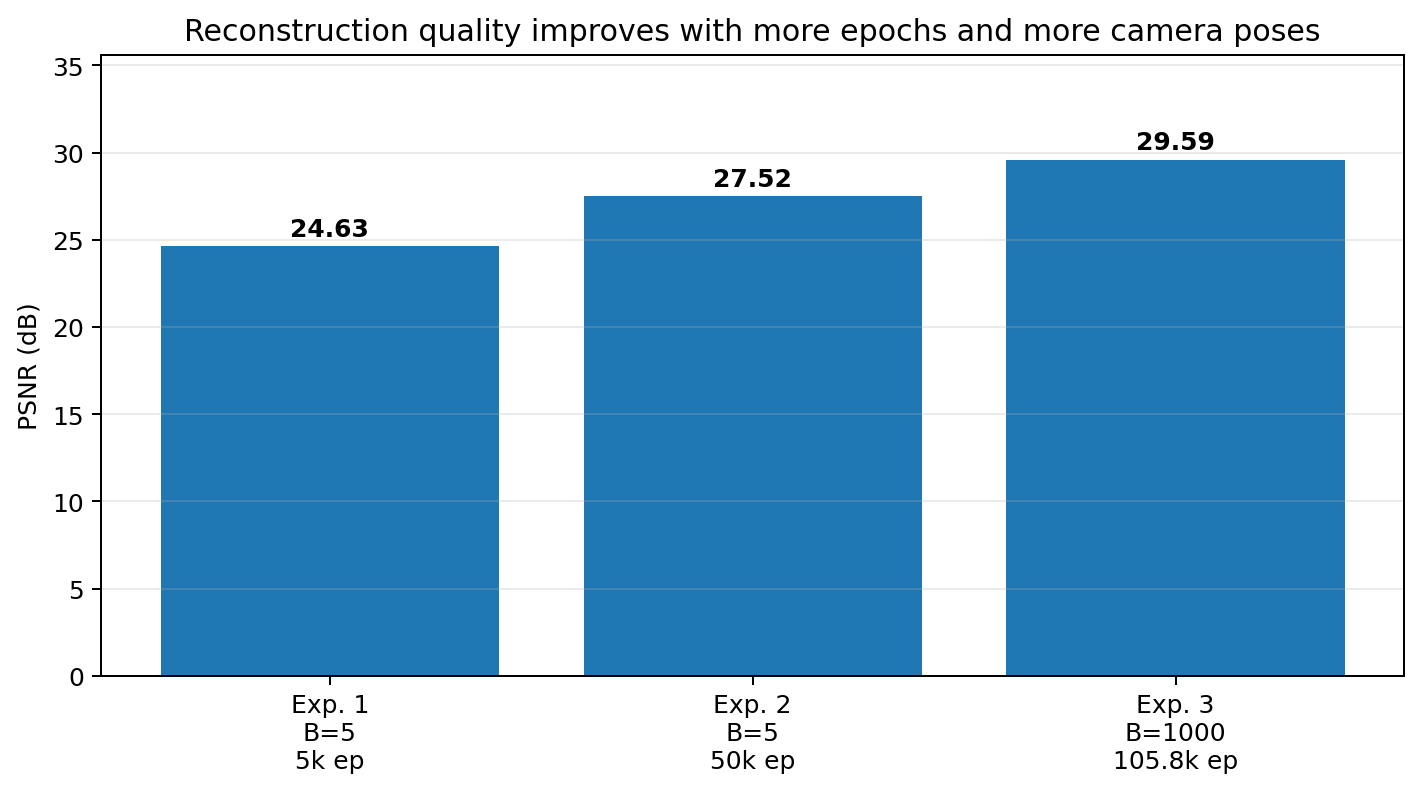 Reconstruction quality improves with more epochs and more camera poses
PSNR (dB)
35
30
25
20
15
10
5
0
24.63
27.52
29.59
Exp. 1
B=5
5k ep
Exp. 2
B=5
50k ep
Exp. 3
B=1000
105.8k ep